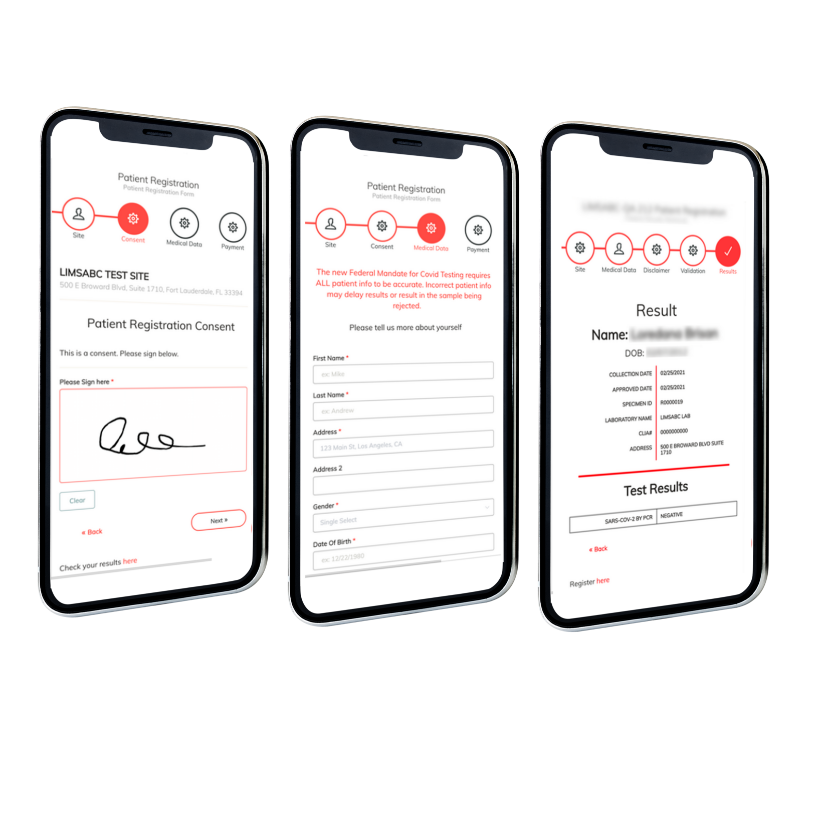 Patient Registration
Patient Registration Form
Site
Consent
Medical Data
Payment
LIMSABC TEST SITE
500 E Broward Blvd, Suite 1710, Fort Lauderdale, FL 33394
Patient Registration Consent
This is a consent. Please sign below.
Please Sign here *
Clear
« Back
Next »
Check your results here
Patient Registration
Patient Registration Form
Site
Consent
Medical Data
Payment
The new Federal Mandate for Covid Testing requires
ALL patient info to be accurate. Incorrect patient info
may delay results or result in the sample being
rejected.
Please tell us more about yourself
First Name *
ex: Mike
Last Name *
ex: Andrew
Address *
123 Main St, Los Angeles, CA
Address 2
Gender *
Single Select
Date Of Birth *
ex: 12/22/1980
Site
Medical Data
Disclaimer
Validation
Results
Result
Name:
DOB:
COLLECTION DATE 02/25/2021
APPROVED DATE 02/25/2021
SPECIMEN ID R0000019
LABORATORY NAME LIMSABC LAB
CLIA# 0000000000
ADDRESS 500 E BROWARD BLVD SUITE
1710
Test Results
SARS-COV-2 BY PCR NEGATIVE
« Back
Register here